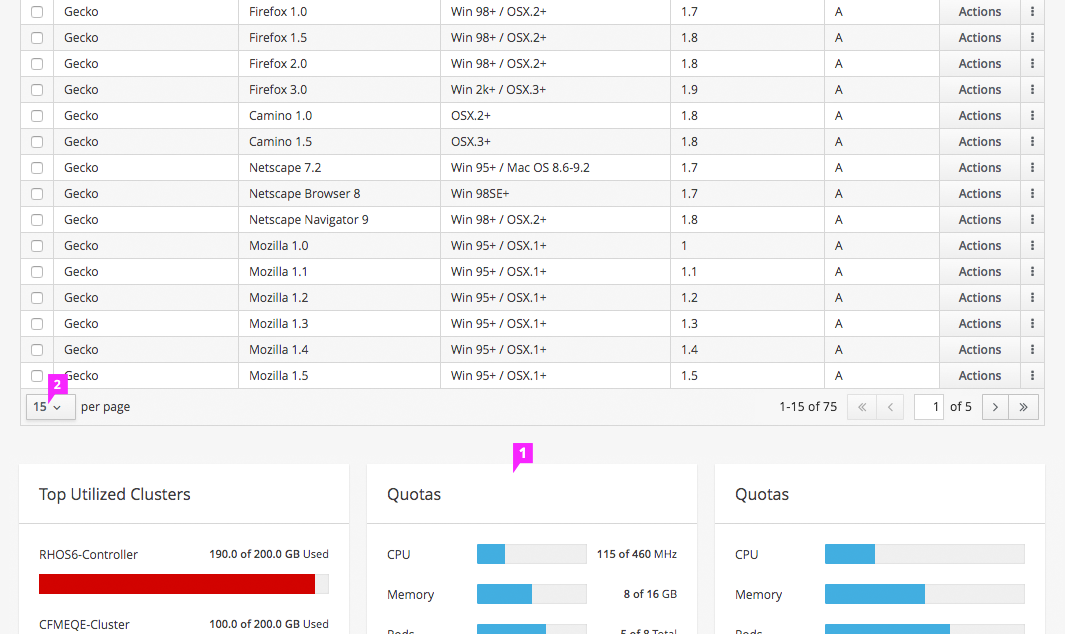 Gecko Firefox 1.0 Win 98+ / OSX.2+ 1.7 A Actions
Gecko Firefox 1.5 Win 98+ / OSX.2+ 1.8 A Actions
Gecko Firefox 2.0 Win 98+ / OSX.2+ 1.8 A Actions
Gecko Firefox 3.0 Win 2k+ / OSX.3+ 1.9 A Actions
Gecko Camino 1.0 OSX.2+ 1.8 A Actions
Gecko Camino 1.5 OSX.3+ 1.8 A Actions
Gecko Netscape 7.2 Win 95+ / Mac OS 8.6-9.2 1.7 A Actions
Gecko Netscape Browser 8 Win 98SE+ 1.7 A Actions
Gecko Netscape Navigator 9 Win 98+ / OSX.2+ 1.8 A Actions
Gecko Mozilla 1.0 Win 95+ / OSX.1+ 1 A Actions
Gecko Mozilla 1.1 Win 95+ / OSX.1+ 1.1 A Actions
Gecko Mozilla 1.2 Win 95+ / OSX.1+ 1.2 A Actions
Gecko Mozilla 1.3 Win 95+ / OSX.1+ 1.3 A Actions
Gecko Mozilla 1.4 Win 95+ / OSX.1+ 1.4 A Actions
Gecko Mozilla 1.5 Win 95+ / OSX.1+ 1.5 A Actions
2
15 per page 1-15 of 75 « ‹ 1 of 5 › »
1
Top Utilized Clusters Quotas Quotas
RHOS6-Controller 190.0 of 200.0 GB Used CPU 115 of 460 MHz CPU
Memory 8 of 16 GB Memory
CFMEQE-Cluster 100.0 of 200.0 GB Used
Pods 5 of 8 Total Pods